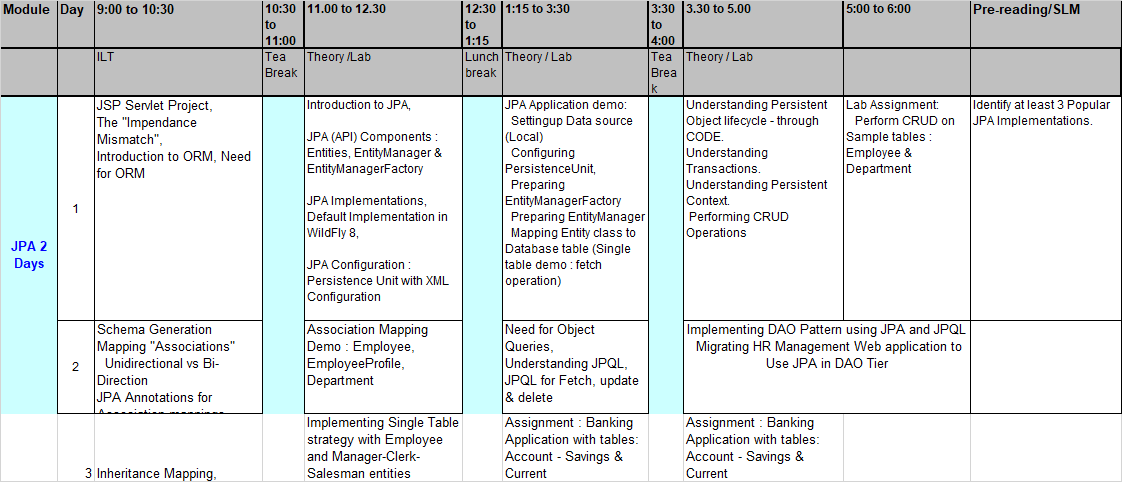 Module
Day
9:00 to 10:30
10:30
to
11:00
11.00 to 12.30
12:30
to
1:15
1:15 to 3:30
3:30
to
4:00
3.30 to 5.00
5:00 to 6:00
Pre-reading/SLM
ILT
Tea
Break
Theory /Lab
Lunch
break
Theory / Lab
Tea
Brea
k
Theory / Lab
JPA 2
Days
1
JSP Servlet Project,
The "Impendance
Mismatch",
Introduction to ORM, Need
for ORM
Introduction to JPA,
JPA (API) Components :
Entities, EntityManager &
EntityManagerFactory
JPA Implementations,
Default Implementation in
WildFly 8,
JPA Configuration :
Persistence Unit with XML
Configuration
JPA Application demo:
Settingup Data source
(Local)
Configuring
PersistenceUnit,
Preparing
EntityManagerFactory
Preparing EntityManager
Mapping Entity class to
Database table (Single
table demo : fetch
operation)
Understanding Persistent
Object lifecycle - through
CODE.
Understanding
Transactions.
Understanding Persistent
Context.
Performing CRUD
Operations
Lab Assignment:
Perform CRUD on
Sample tables :
Employee &
Department
Identify at least 3 Popular
JPA Implementations.
2
Schema Generation
Mapping "Associations"
Unidirectional vs Bi-
Direction
JPA Annotations for
Association mappings
Association Mapping
Demo : Employee,
EmployeeProfile,
Department
Need for Object
Queries,
Understanding JPQL,
JPQL for Fetch, update
& delete
Implementing DAO Pattern using JPA and JPQL
Migrating HR Management Web application to
Use JPA in DAO Tier
3
Inheritance Mapping,
Implementing Single Table
strategy with Employee
and Manager-Clerk-
Salesman entities
Assignment : Banking
Application with tables:
Account - Savings &
Current
Assignment : Banking
Application with tables:
Account - Savings &
Current